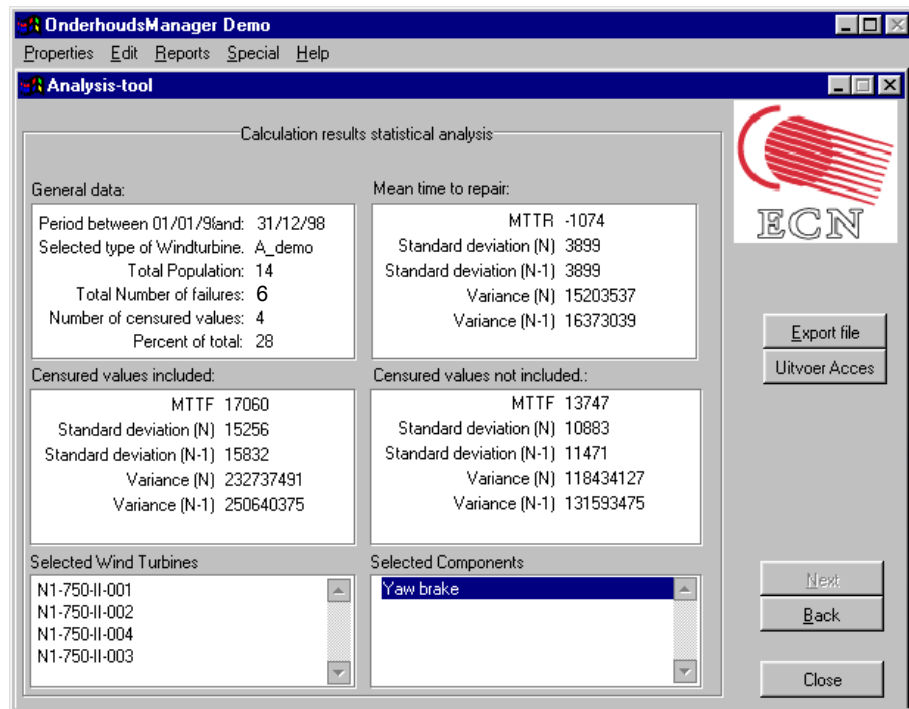 OnderhoudsManager Demo
Properties Edit Reports Special Help
Analysis-tool
Calculation results statistical analysis
General data:
Period between 01/01/98and: 31/12/98
Selected type of Windturbine. A_demo
Total Population: 14
Total Number of failures: 6
Number of censured values: 4
Percent of total: 28
Mean time to repair:
MTTR -1074
Standard deviation (N) 3899
Standard deviation (N-1) 3899
Variance (N) 15203537
Variance (N-1) 16373039
ECN
Export file
Uitvoer Acces
Censured values included:
MTTF 17060
Standard deviation (N) 15256
Standard deviation (N-1) 15832
Variance (N) 232737491
Variance (N-1) 250640375
Censured values not included.:
MTTF 13747
Standard deviation (N) 10883
Standard deviation (N-1) 11471
Variance (N) 118434127
Variance (N-1) 131593475
Selected Wind Turbines
N1-750-II-001
N1-750-II-002
N1-750-II-004
N1-750-II-003
Selected Components
Yaw brake
Next
Back
Close